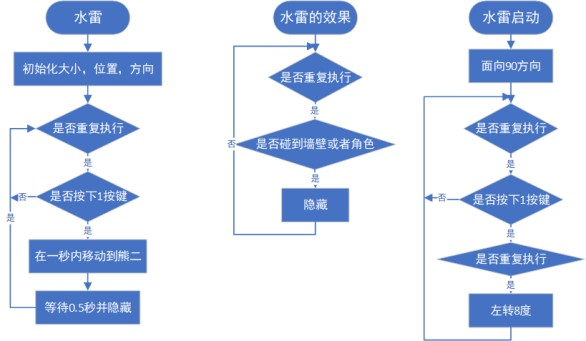 水雷
初始化大小，位置，方向
是否重复执行
是
是否按下1按键
否
是
是
在一秒内移动到熊二
等待0.5秒并隐藏
水雷的效果
是否重复执行
是
否
是否碰到墙壁或者角色
是
隐藏
水雷启动
面向90方向
是否重复执行
是
否
是否按下1按键
是
是否重复执行
是
左转8度